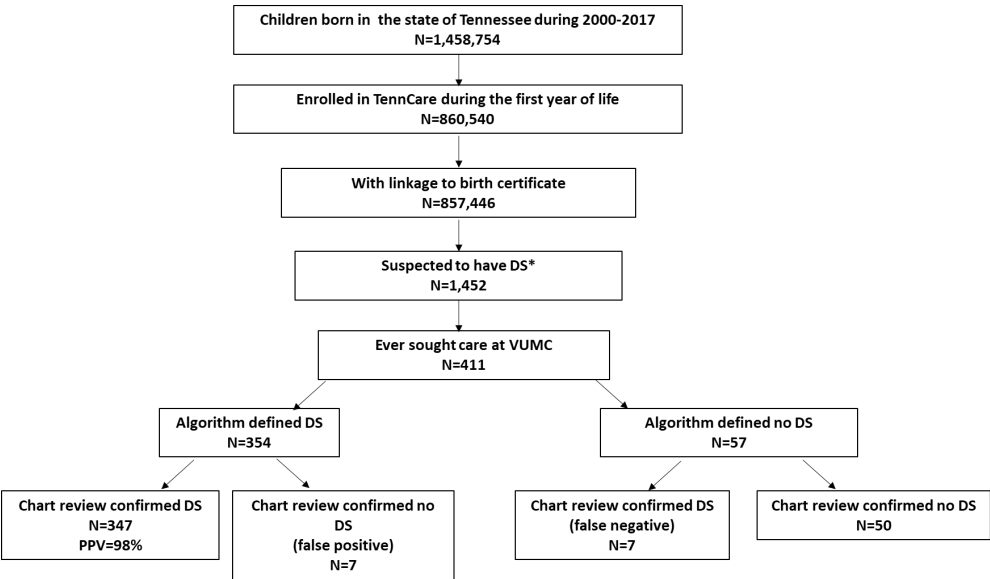 Children born in the state of Tennessee during 2000-2017
N=1,458,754
Enrolled in TennCare during the first year of life
N=860,540
With linkage to birth certificate
N=857,446
Suspected to have DS*
N=1,452
Ever sought care at VUMC
N=411
Algorithm defined DS
N=354
Algorithm defined no DS
N=57
Chart review confirmed DS
N=347
PPV=98%
Chart review confirmed no
DS
(false positive)
N=7
Chart review confirmed DS
(false negative)
N=7
Chart review confirmed no DS
N=50